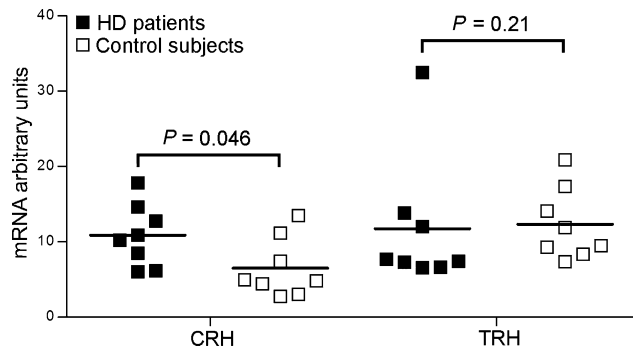 40
HD patients
Control subjects
P = 0.21
30
P = 0.046
20
10
0
mRNA arbitrary units
CRH
TRH